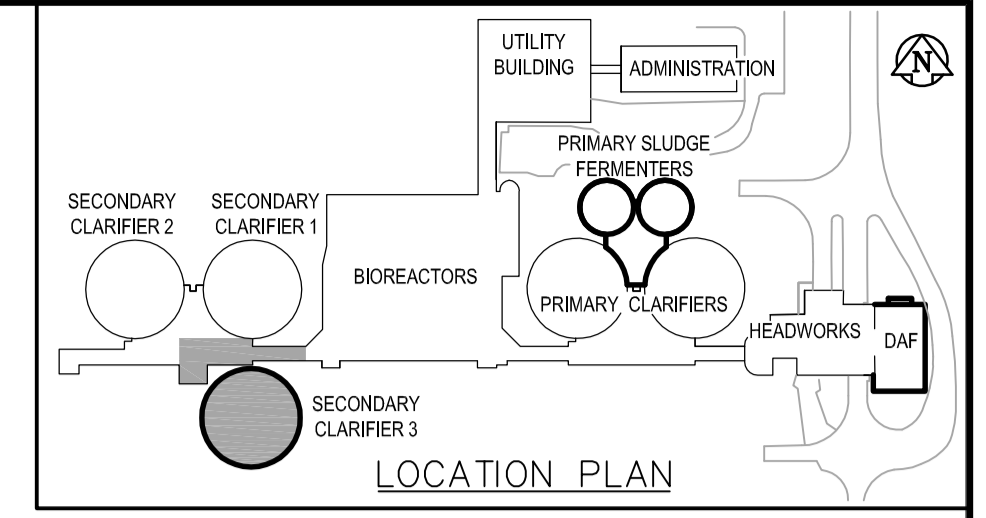 UTILITY
BUILDING
ADMINISTRATION
N
PRIMARY SLUDGE
FERMENTERS
SECONDARY
CLARIFIER 2
SECONDARY
CLARIFIER 1
BIOREACTORS
PRIMARY CLARIFIERS
HEADWORKS
DAF
SECONDARY
CLARIFIER 3
LOCATION PLAN